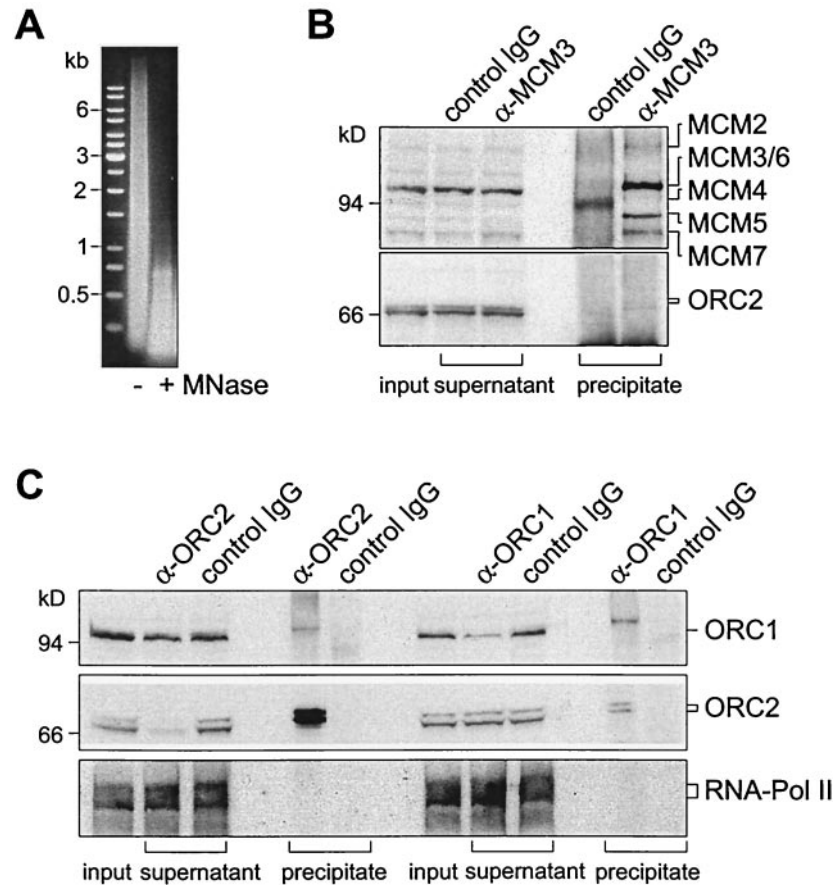 A
kb
6
3
2
1
0.5
- + MNase
B
control IgG
α-MCM3
control IgG
α-MCM3
kD
94
66
MCM2
MCM3/6
MCM4
MCM5
MCM7
ORC2
input supernatant precipitate
C
α-ORC2
control IgG
α-ORC2
control IgG
α-ORC1
control IgG
α-ORC1
control IgG
kD
94
ORC1
66
ORC2
RNA-Pol II
input supernatant precipitate input supernatant precipitate